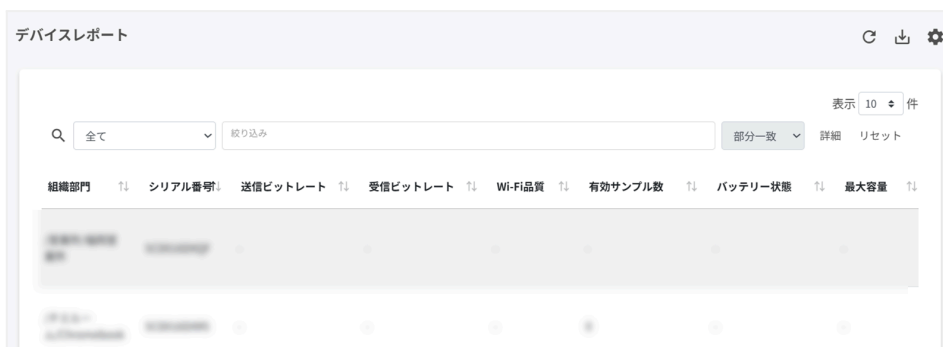 デバイスレポート
表示 10 件
全て 絞り込み 部分一致 詳細 リセット
組織部門 シリアル番号 送信ビットレート 受信ビットレート Wi-Fi品質 有効サンプル数 バッテリー状態 最大容量